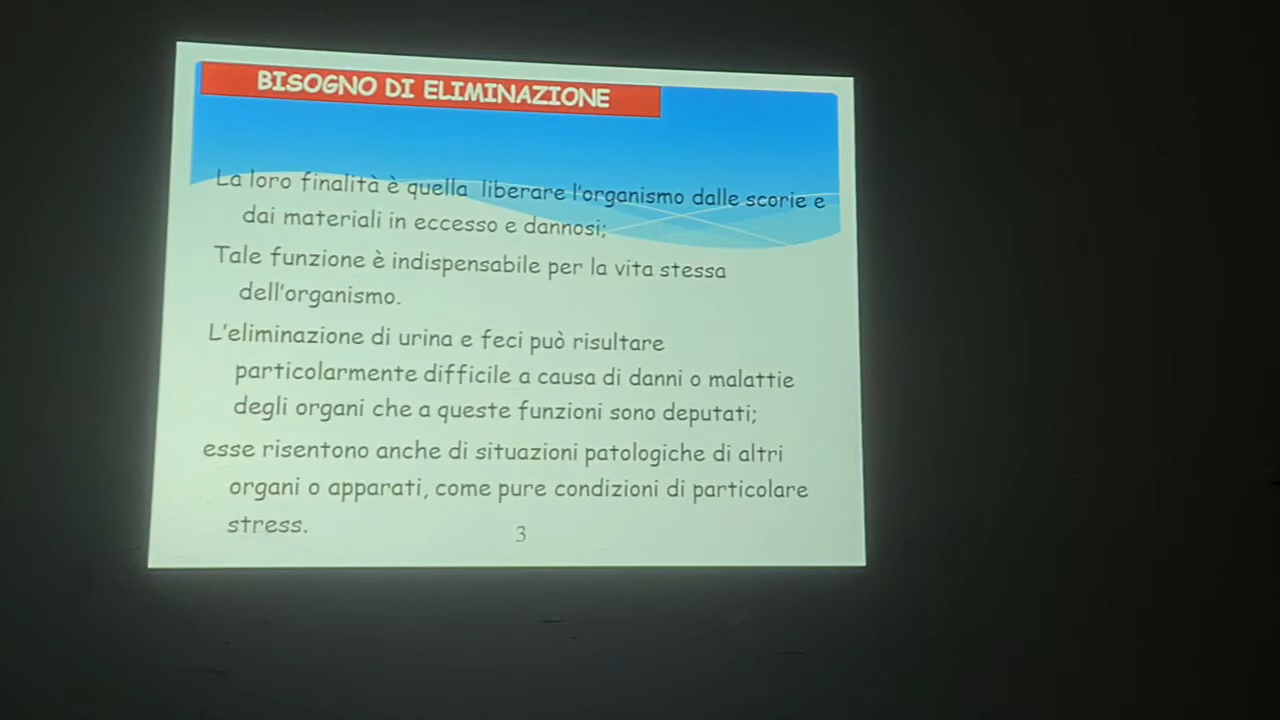 BISOGNO DI ELIMINAZIONE
La loro finalità è quella liberare l'organismo dalle scorie e
dai materiali in eccesso e dannosi;
Tale funzione è indispensabile per la vita stessa
dell'organismo.
L'eliminazione di urina e feci può risultare
particolarmente difficile a causa di danni o malattie
degli organi che a queste funzioni sono deputati;
esse risentono anche di situazioni patologiche di altri
organi o apparati, come pure condizioni di particolare
stress.
3